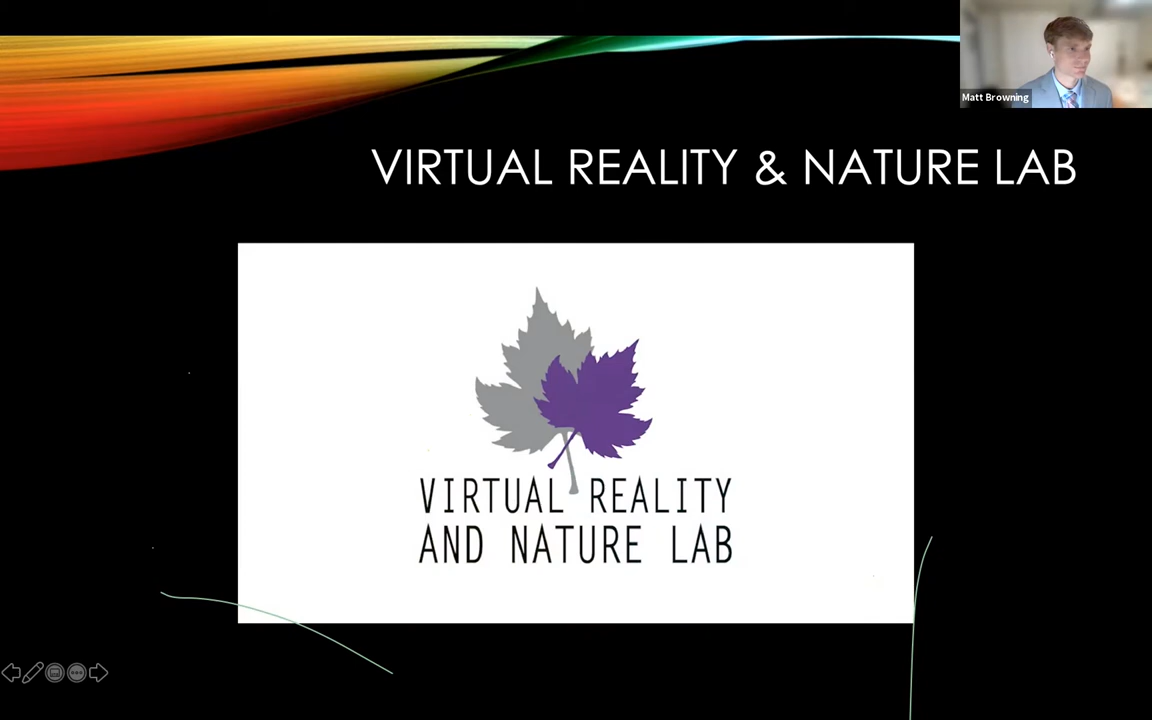 Matt Browning
VIRTUAL REALITY & NATURE LAB
VIRTUAL REALITY
AND NATURE LAB